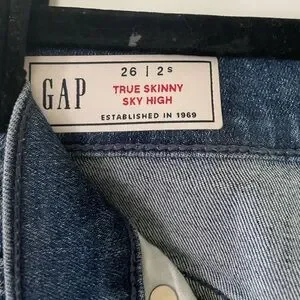 GAP
26 | 2s
TRUE SKINNY
SKY HIGH
ESTABLISHED IN 1969